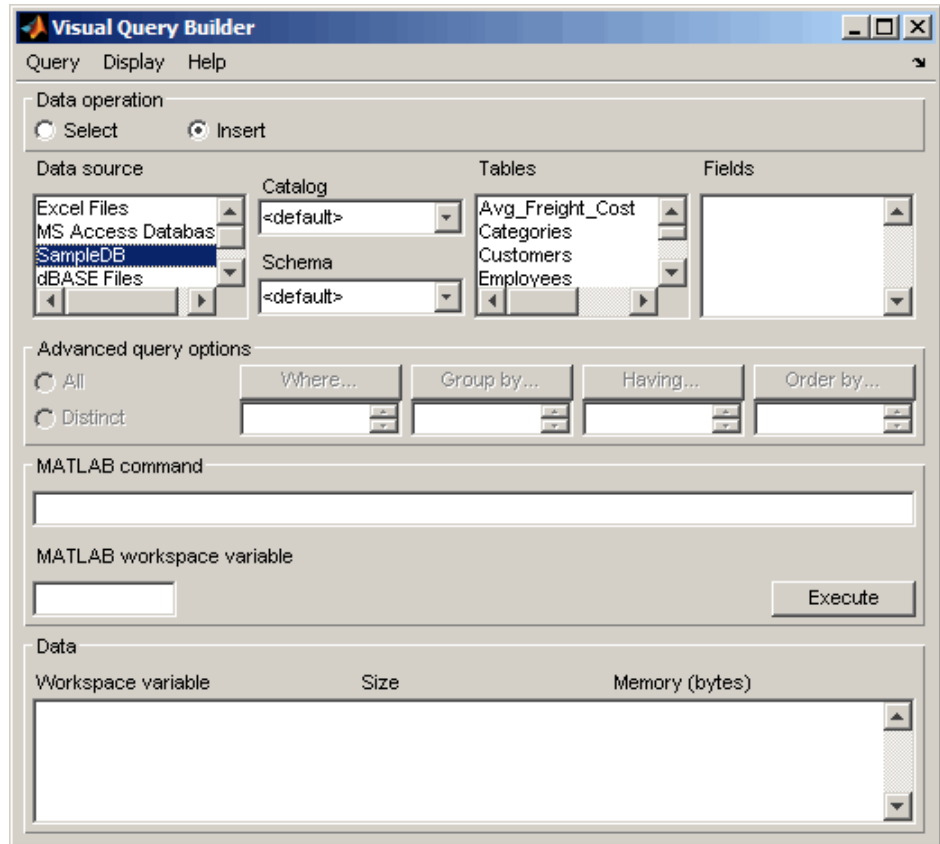 Visual Query Builder
Query Display Help
Data operation
Select Insert
Data source
Excel Files
MS Access Databas
SampleDB
dBASE Files
Catalog
<default>
Schema
<default>
Tables
Avg_Freight_Cost
Categories
Customers
Employees
Fields
Advanced query options
All
Distinct
Where... Group by... Having... Order by...
MATLAB command
MATLAB workspace variable
Execute
Data
Workspace variable Size Memory (bytes)